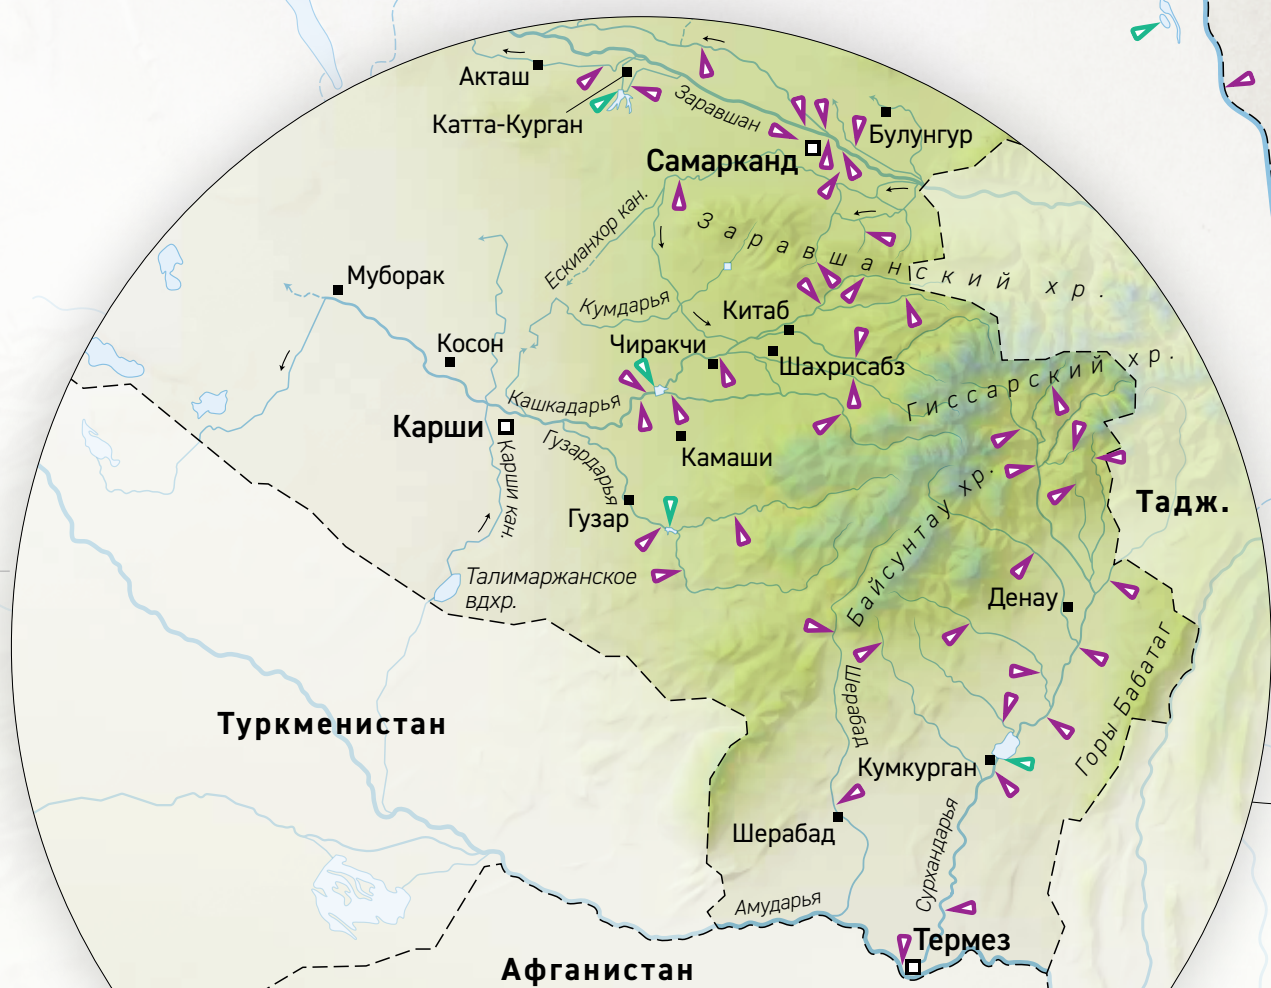 Акташ
Катта-Курган
Заравшан
Булунгур
Самарканд
Ескианхор кан.
Заравшанский хр.
Муборак
Кумдарья
Китаб
Косон
Чиракчи
Шахрисабз
Гиссарский хр.
Кашкадарья
Карши
Гузардарья
Камаши
Карши кан.
Гузар
Байсунтау хр.
Тадж.
Талимаржанское
вдхр.
Денау
Шерабад
Туркменистан
Горы Бабатаг
Кумкурган
Шерабад
Сурхандарья
Амударья
Термез
Афганистан